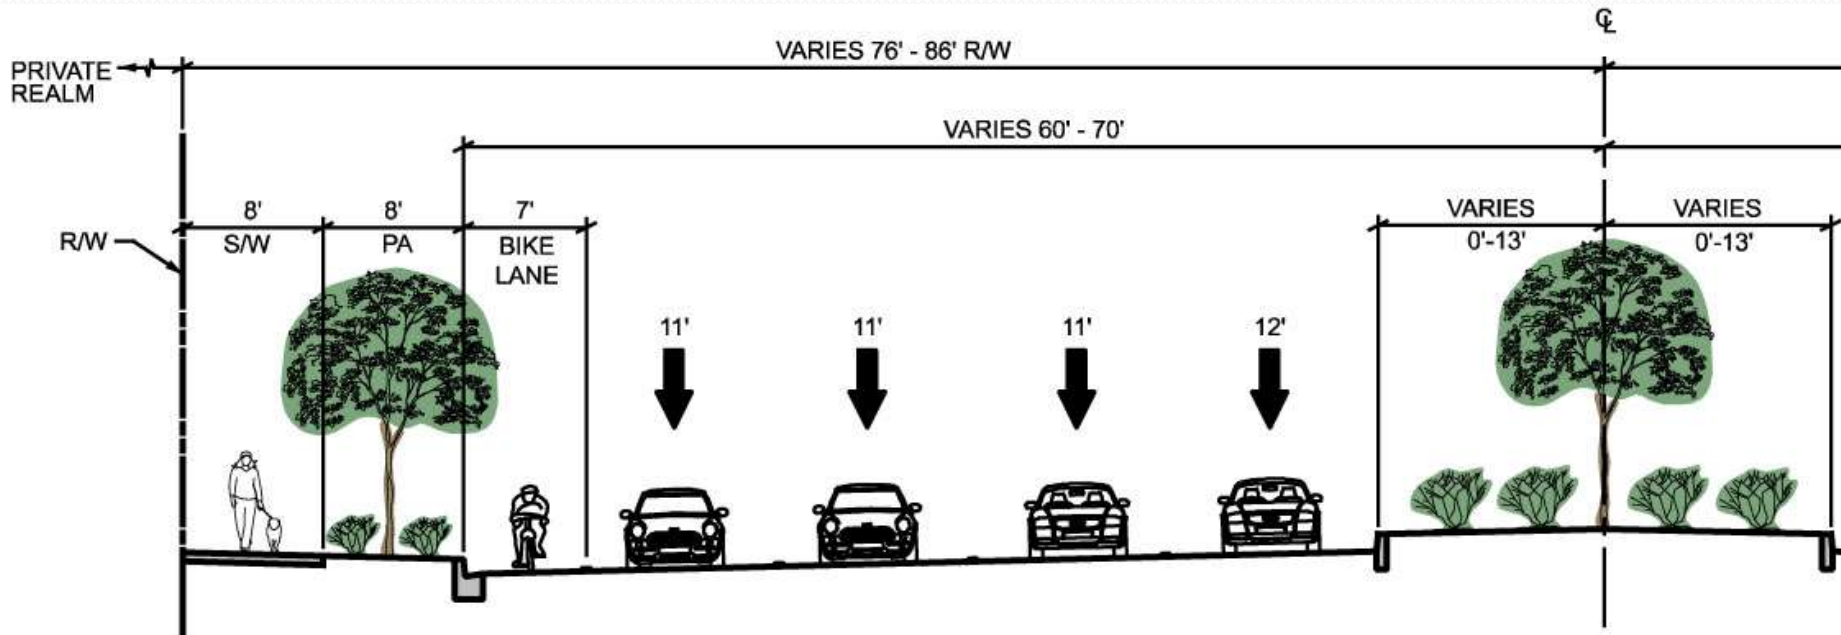 ℄
VARIES 76' - 86' R/W
PRIVATE
REALM
VARIES 60' - 70'
8'
8'
7'
VARIES
VARIES
R/W
S/W
PA
BIKE
LANE
0'-13'
0'-13'
11'
11'
11'
12'